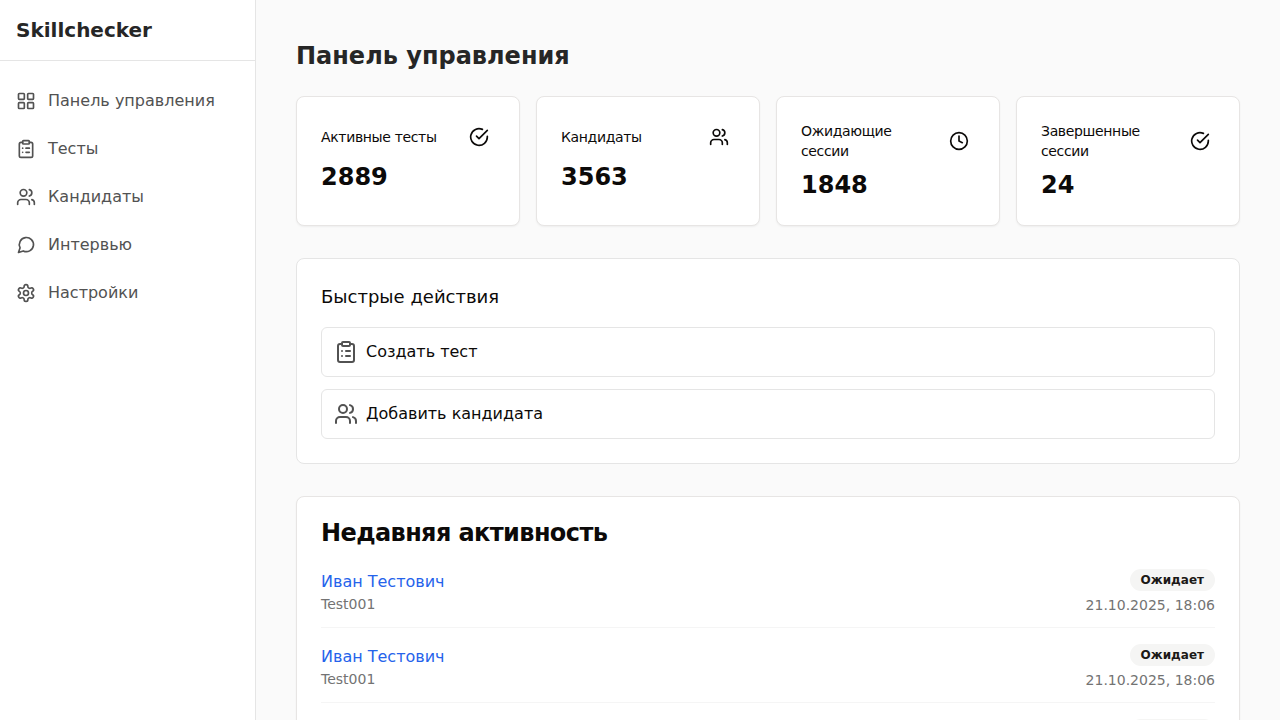 Skillchecker
Панель управления
Тесты
Кандидаты
Интервью
Настройки
Панель управления
Активные тесты
2889
Кандидаты
3563
Ожидающие
сессии
1848
Завершенные
сессии
24
Быстрые действия
Создать тест
Добавить кандидата
Недавняя активность
Иван Тестович
Ожидает
Test001
21.10.2025, 18:06
Иван Тестович
Ожидает
Test001
21.10.2025, 18:06